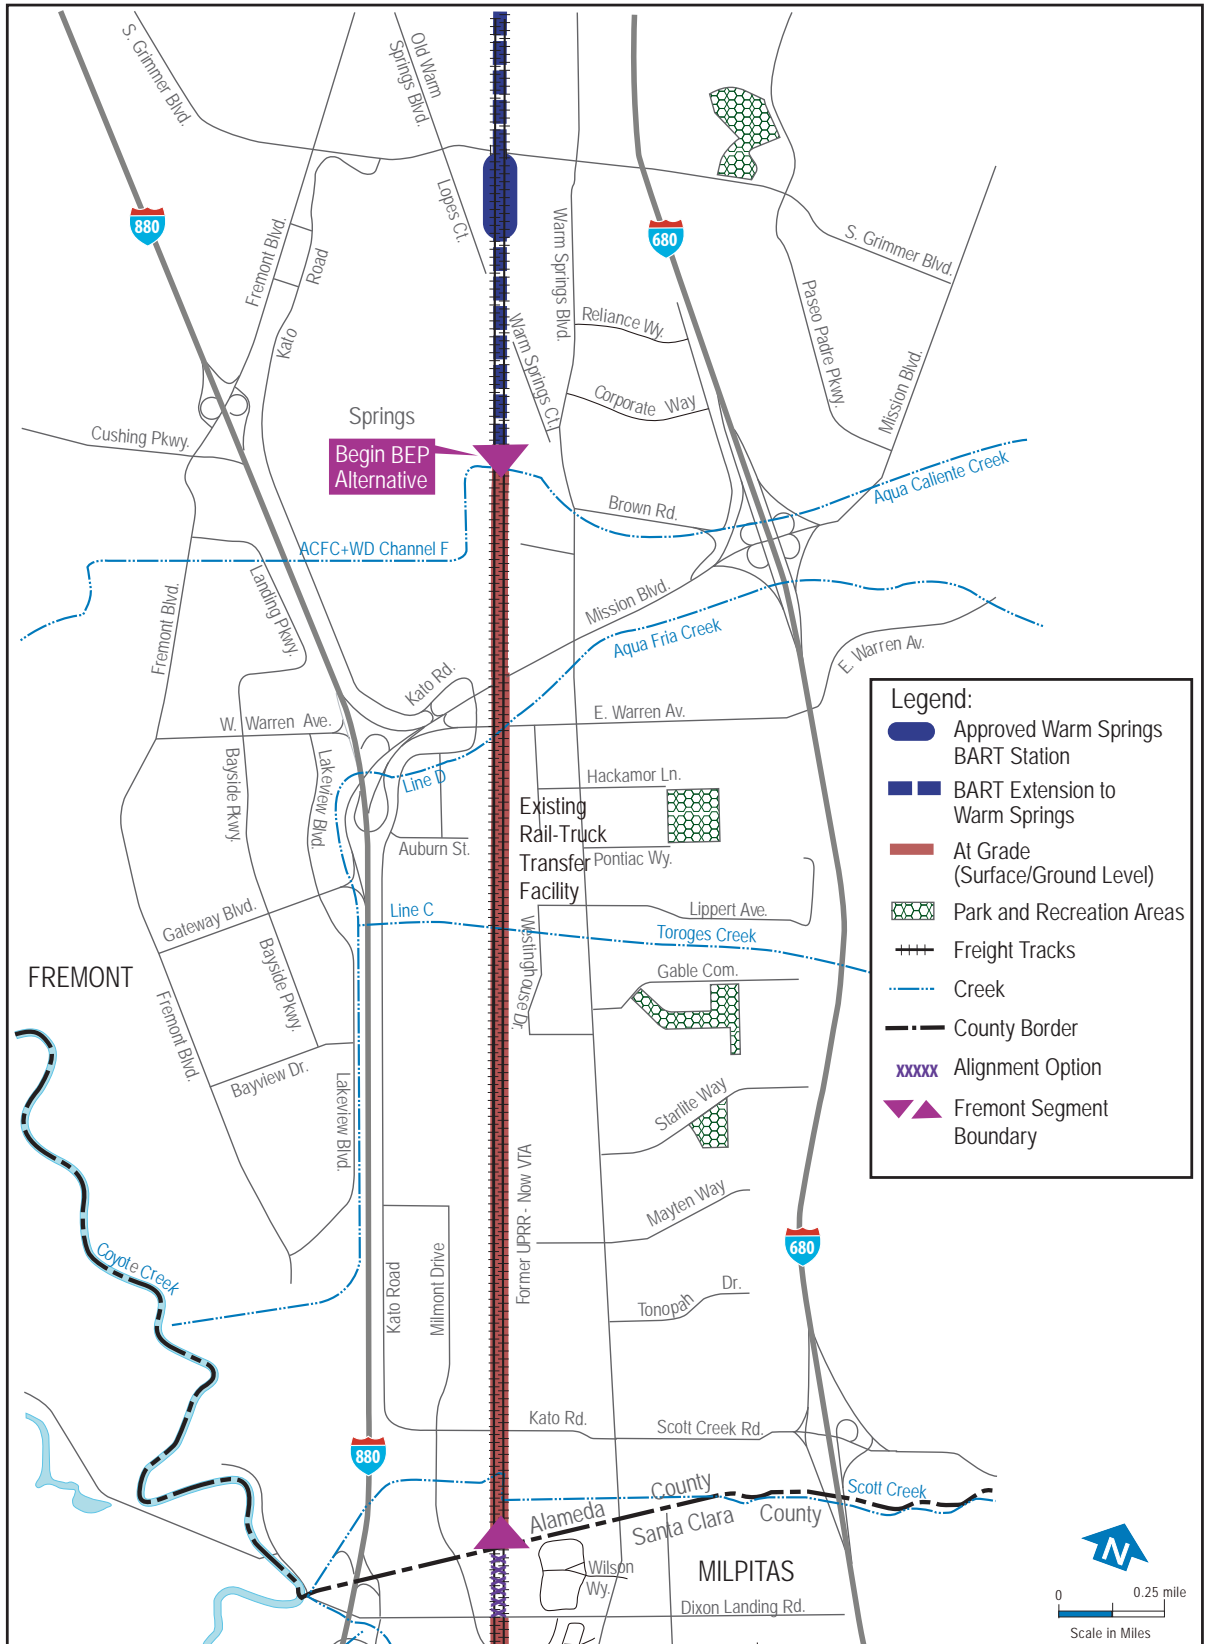 S. Grimmer Blvd.
Old Warm
Springs Blvd.
880
680
Lopes Ct.
Fremont Blvd.
Road
Kato
Warm Springs Blvd.
S. Grimmer Blvd.
Paseo Padre Pkwy.
Reliance Wy.
Warm Springs Ct.
Mission Blvd.
Corporate Way
Springs
Cushing Pkwy.
Begin BEP
Alternative
Aqua Caliente Creek
Brown Rd.
ACFC+WD Channel F
Landing Pkwy.
Fremont Blvd.
Mission Blvd.
Aqua Fria Creek
E. Warren Av.
Kato Rd.
W. Warren Ave.
E. Warren Av.
Bayside Pkwy.
Lakeview Blvd.
Line D
Hackamor Ln.
Existing
Rail-Truck
Transfer
Facility
Auburn St.
Pontiac Wy.
Gateway Blvd.
Line C
Lippert Ave.
Toroges Creek
Westinghouse Dr.
Bayside Pkwy.
Gable Com.
FREMONT
Fremont Blvd.
Bayview Dr.
Lakeview Blvd.
Starlite Way
Former UPRR - Now VTA
Mayten Way
Coyote Creek
Kato Road
Milmont Drive
680
Tonopah Dr.
Kato Rd.
Scott Creek Rd.
880
Scott Creek
Alameda County
Santa Clara County
Wilson
Wy.
MILPITAS
Dixon Landing Rd.
Legend:
Approved Warm Springs
BART Station
BART Extension to
Warm Springs
At Grade
(Surface/Ground Level)
Park and Recreation Areas
Freight Tracks
Creek
County Border
XXXXX Alignment Option
Fremont Segment
Boundary
N
0 0.25 mile
Scale in Miles